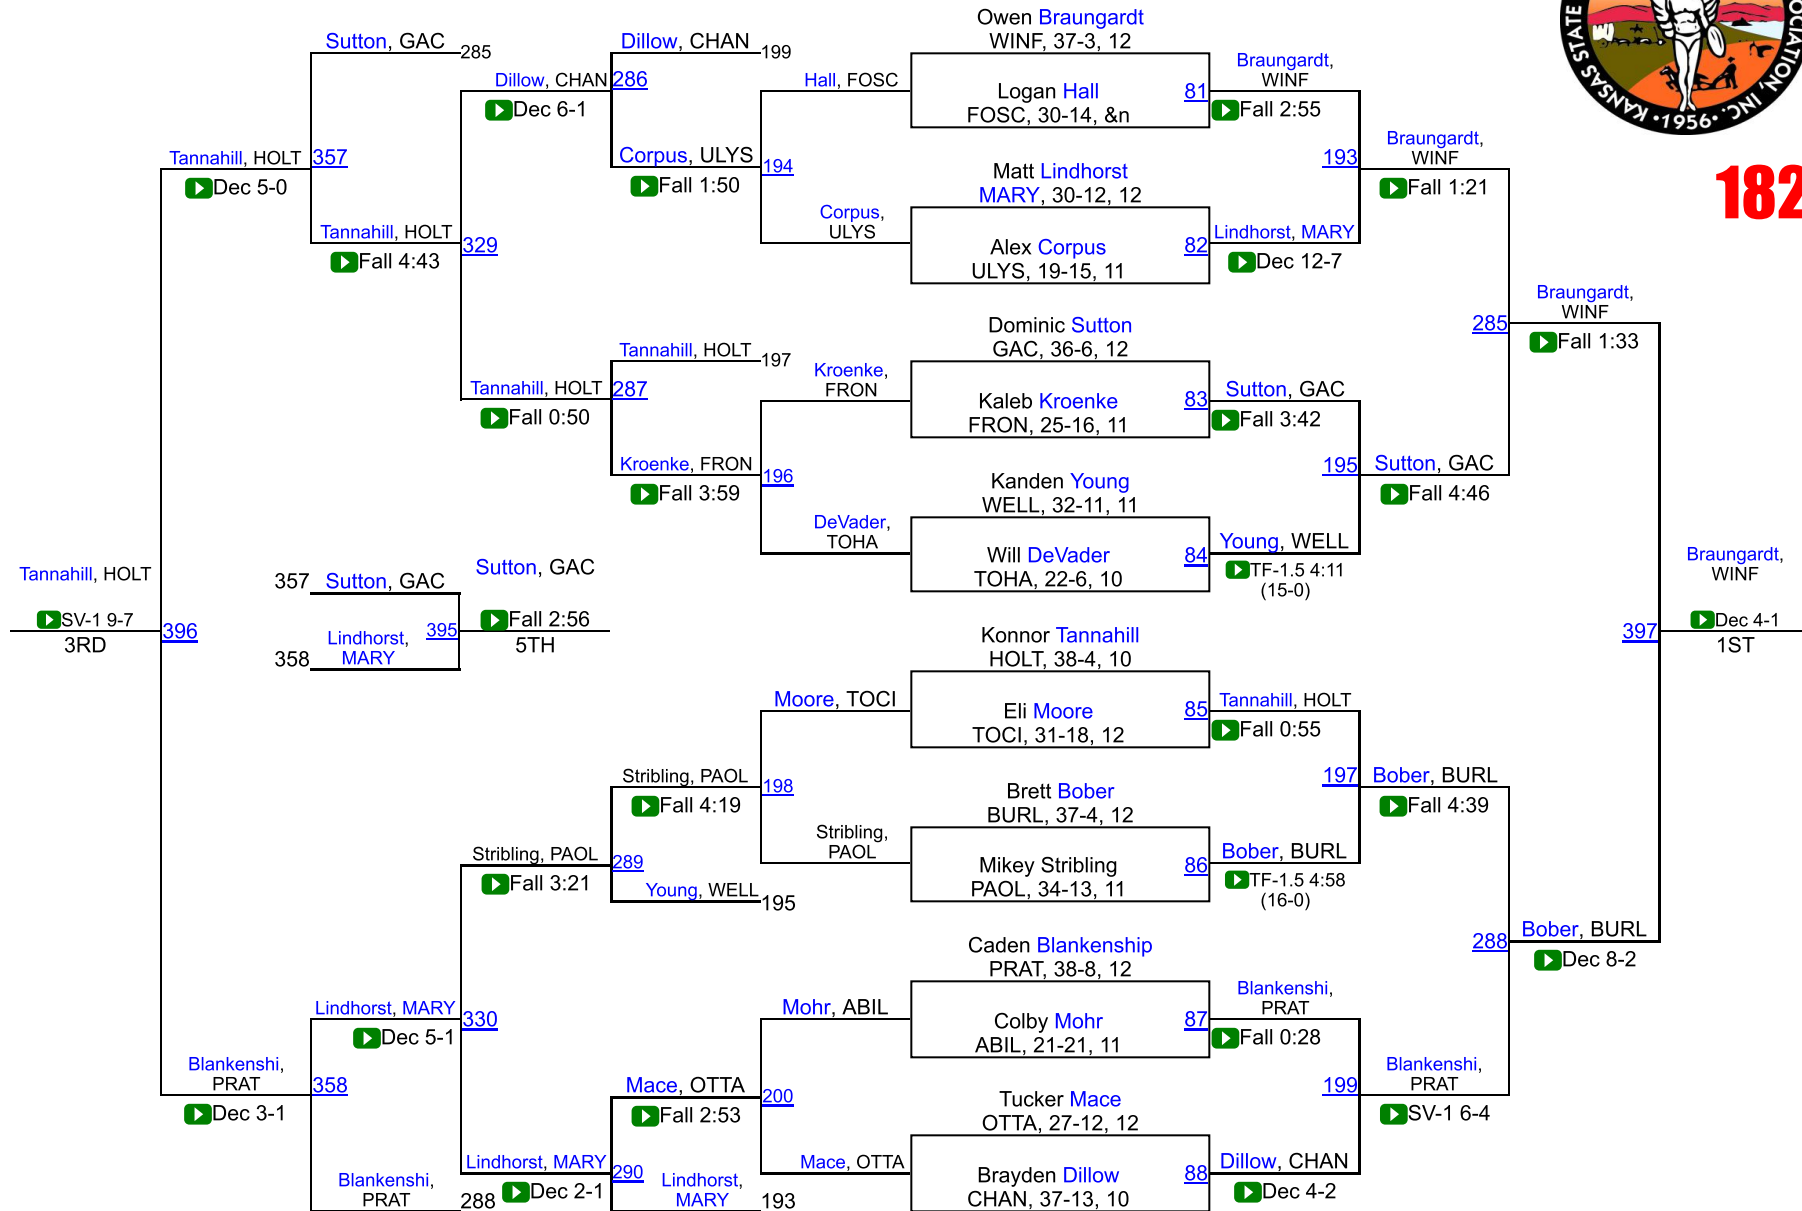 Sutton, GAC
285
Dillow, CHAN
286
Dec 6-1
Dillow, CHAN
199
Tannahill, HOLT
357
Dec 5-0
Corpus, ULYS
194
Fall 1:50
Tannahill, HOLT
329
Fall 4:43
Tannahill, HOLT
197
Tannahill, HOLT
287
Fall 0:50
Kroenke, FRON
196
Fall 3:59
Hall, FOSC
Corpus,
ULYS
Kroenke,
FRON
DeVader,
TOHA
Tannahill, HOLT
SV-1 9-7
3RD
396
357
Sutton, GAC
358
Lindhorst,
MARY
395
Sutton, GAC
Fall 2:56
5TH
Moore, TOCI
Stribling, PAOL
198
Fall 4:19
Stribling,
PAOL
Stribling, PAOL
289
Fall 3:21
Young, WELL
195
Lindhorst, MARY
330
Dec 5-1
Blankenshi,
PRAT
358
Dec 3-1
Mohr, ABIL
Mace, OTTA
200
Fall 2:53
Mace, OTTA
Lindhorst, MARY
290
Dec 2-1
Lindhorst,
MARY
193
Blankenshi,
PRAT
288
Owen Braungardt
WINF, 37-3, 12
Logan Hall
FOSC, 30-14, &n
81
Matt Lindhorst
MARY, 30-12, 12
Alex Corpus
ULYS, 19-15, 11
82
Dominic Sutton
GAC, 36-6, 12
Kaleb Kroenke
FRON, 25-16, 11
83
Kanden Young
WELL, 32-11, 11
Will DeVader
TOHA, 22-6, 10
84
Konnor Tannahill
HOLT, 38-4, 10
Eli Moore
TOCI, 31-18, 12
85
Brett Bober
BURL, 37-4, 12
Mikey Stribling
PAOL, 34-13, 11
86
Caden Blankenship
PRAT, 38-8, 12
Colby Mohr
ABIL, 21-21, 11
87
Tucker Mace
OTTA, 27-12, 12
Brayden Dillow
CHAN, 37-13, 10
88
Braungardt,
WINF
Fall 2:55
193
Lindhorst, MARY
Dec 12-7
Sutton, GAC
Fall 3:42
195
Young, WELL
TF-1.5 4:11
(15-0)
Tannahill, HOLT
Fall 0:55
197
Bober, BURL
TF-1.5 4:58
(16-0)
Blankenshi,
PRAT
Fall 0:28
199
Dillow, CHAN
Dec 4-2
Braungardt,
WINF
Fall 1:21
285
Sutton, GAC
Fall 4:46
Bober, BURL
Fall 4:39
288
Blankenshi,
PRAT
SV-1 6-4
Braungardt,
WINF
Fall 1:33
397
Bober, BURL
Dec 8-2
Braungardt,
WINF
Dec 4-1
1ST
KANSAS STATE
OCIATION, INC.
•1956•
182